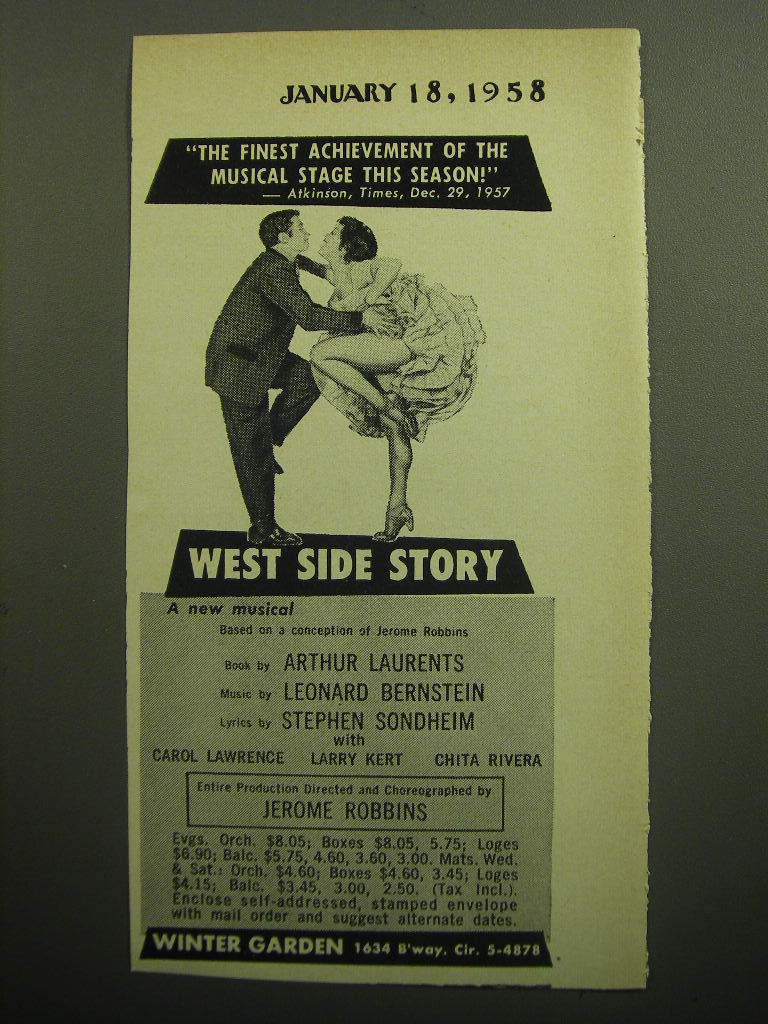 JANUARY 18, 1958
"THE FINEST ACHIEVEMENT OF THE
MUSICAL STAGE THIS SEASON!"
— Atkinson, Times, Dec. 29, 1957
WEST SIDE STORY
A new musical
Based on a conception of Jerome Robbins
Book by ARTHUR LAURENTS
Music by LEONARD BERNSTEIN
Lyrics by STEPHEN SONDHEIM
with
CAROL LAWRENCE LARRY KERT CHITA RIVERA
Entire Production Directed and Choreographed by
JEROME ROBBINS
Evgs. Orch. $8.05; Boxes $8.05, 5.75; Loges
$6.90; Balc. $5.75, 4.60, 3.60, 3.00. Mats. Wed.
& Sat.: Orch. $4.60; Boxes $4.60, 3.45; Loges
$4.15; Balc. $3.45, 3.00, 2.50. (Tax Incl.).
Enclose self-addressed, stamped envelope
with mail order and suggest alternate dates.
WINTER GARDEN 1634 B'way. Cir. 5-4878